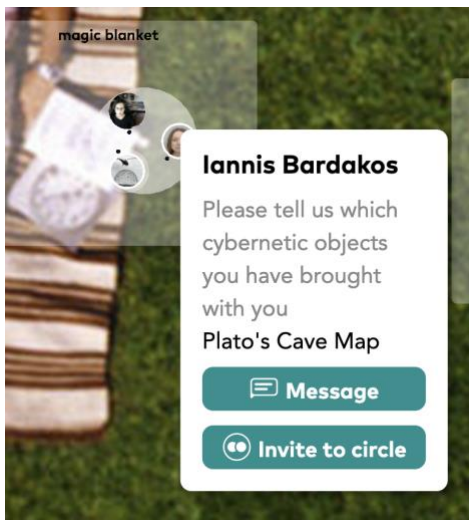 magic blanket
Iannis Bardakos
Please tell us which
cybernetic objects
you have brought
with you
Plato's Cave Map
Message
Invite to circle